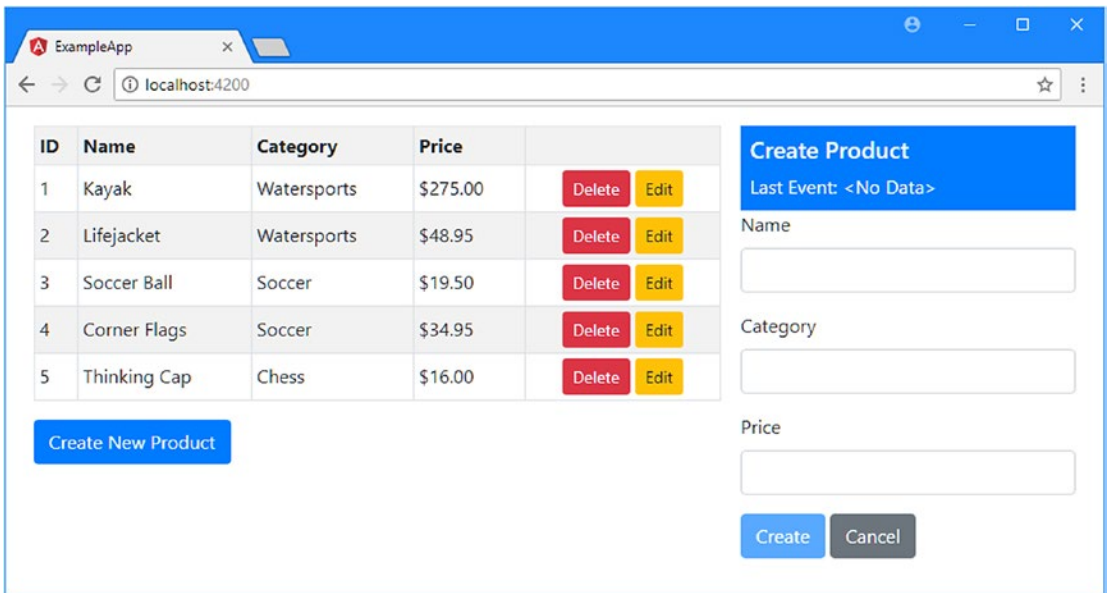 ExampleApp
localhost:4200
ID Name Category Price
1 Kayak Watersports $275.00 Delete Edit
2 Lifejacket Watersports $48.95 Delete Edit
3 Soccer Ball Soccer $19.50 Delete Edit
4 Corner Flags Soccer $34.95 Delete Edit
5 Thinking Cap Chess $16.00 Delete Edit
Create New Product
Create Product
Last Event: <No Data>
Name
Category
Price
Create Cancel